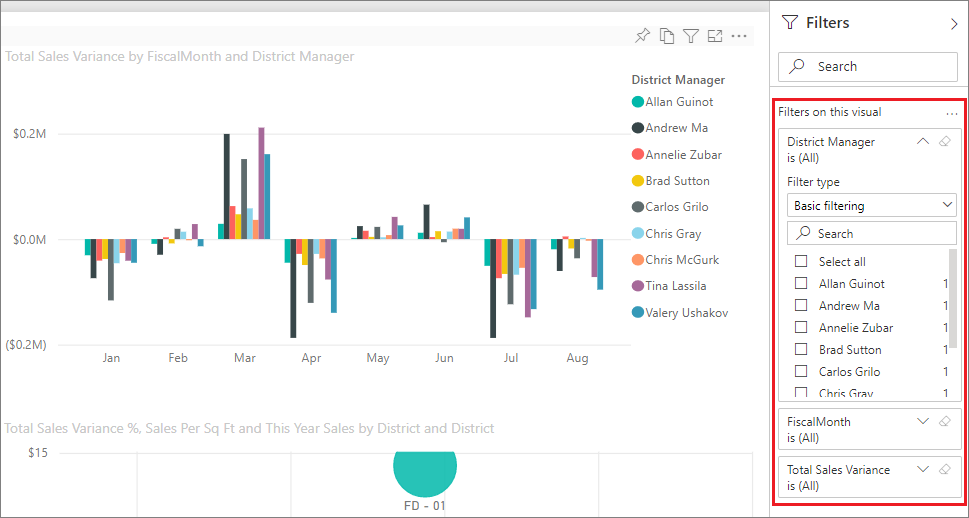 Filters
Total Sales Variance by FiscalMonth and District Manager
Search
District Manager
Allan Guinot
Andrew Ma
Annelie Zubar
Brad Sutton
Carlos Grilo
Chris Gray
Chris McGurk
Tina Lassila
Valery Ushakov
$0.2M
$0.0M
($0.2M)
Jan Feb Mar Apr May Jun Jul Aug
Filters on this visual
District Manager
is (All)
Filter type
Basic filtering
Search
Select all
Allan Guinot 1
Andrew Ma 1
Annelie Zubar 1
Brad Sutton 1
Carlos Grilo 1
Chris Gray 1
FiscalMonth
is (All)
Total Sales Variance
is (All)
Total Sales Variance %, Sales Per Sq Ft and This Year Sales by District and District
$15
FD - 01